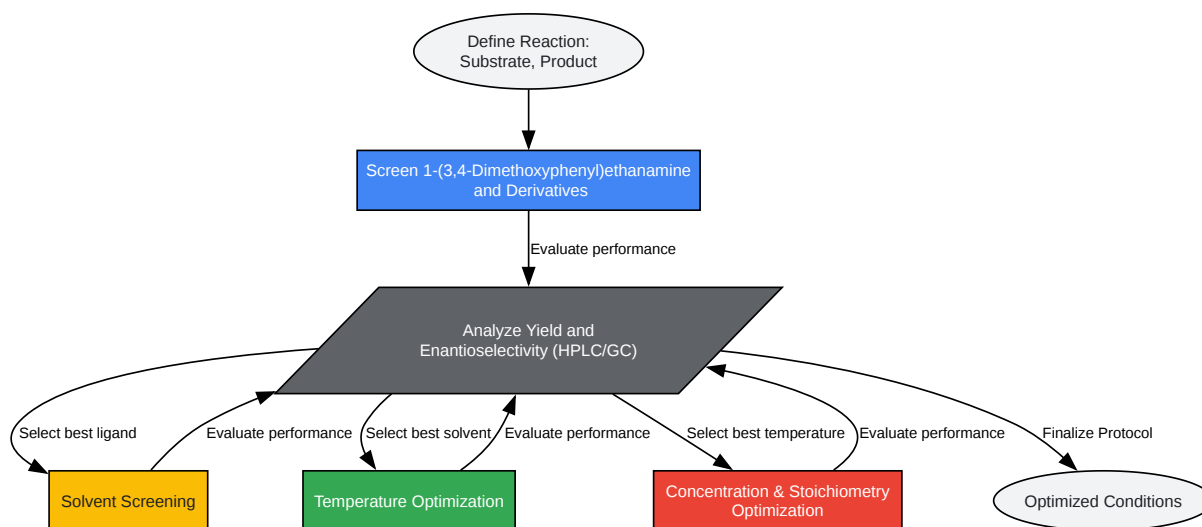 Define Reaction:
Substrate, Product
Screen 1-(3,4-Dimethoxyphenyl)ethanamine
and Derivatives
Evaluate performance
Analyze Yield and
Enantioselectivity (HPLC/GC)
Select best ligand
Evaluate performance
Select best solvent
Evaluate performance
Select best temperature
Evaluate performance
Finalize Protocol
Solvent Screening
Temperature Optimization
Concentration & Stoichiometry
Optimization
Optimized Conditions